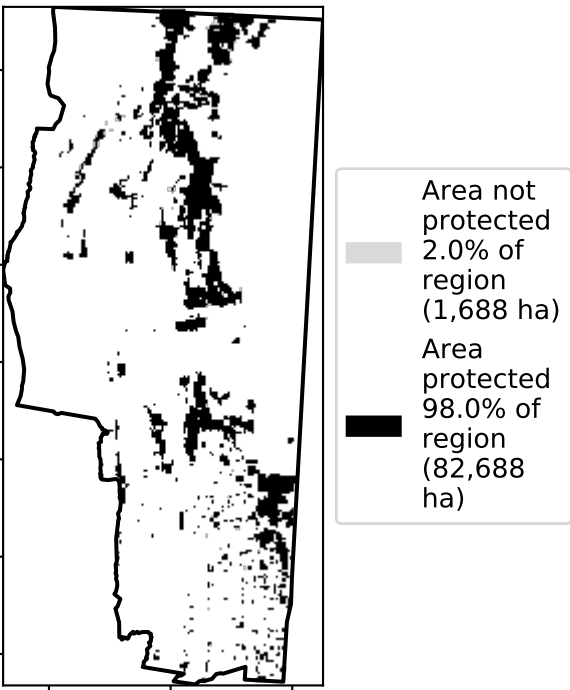 Area not
protected
2.0% of
region
(1,688 ha)
Area
protected
98.0% of
region
(82,688
ha)